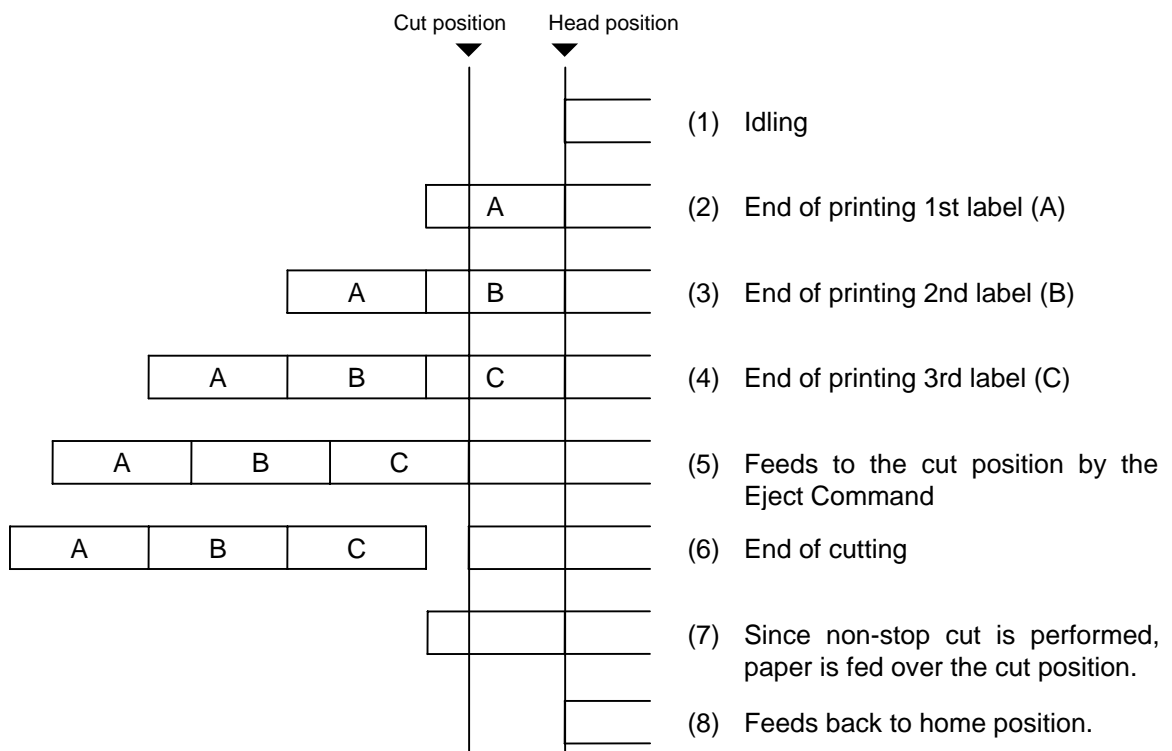 Cut position Head position
(1) Idling
A (2) End of printing 1st label (A)
A B (3) End of printing 2nd label (B)
A B C (4) End of printing 3rd label (C)
A B C (5) Feeds to the cut position by the
Eject Command
A B C (6) End of cutting
(7) Since non-stop cut is performed,
paper is fed over the cut position.
(8) Feeds back to home position.